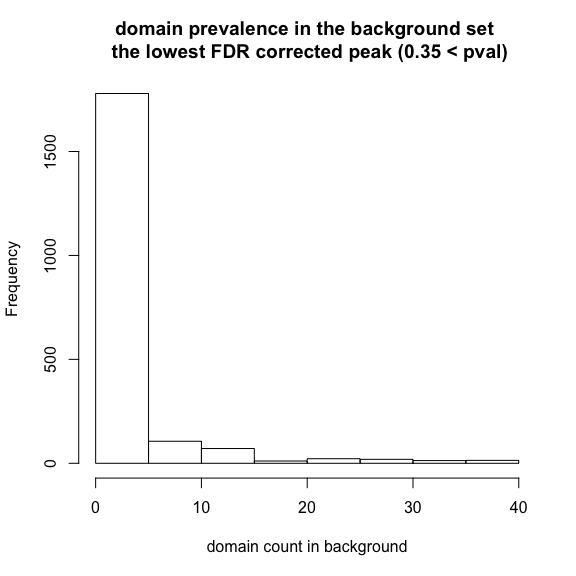 domain prevalence in the background set
the lowest FDR corrected peak (0.35 < pval)
Frequency
1500
1000
500
0
0 10 20 30 40
domain count in background